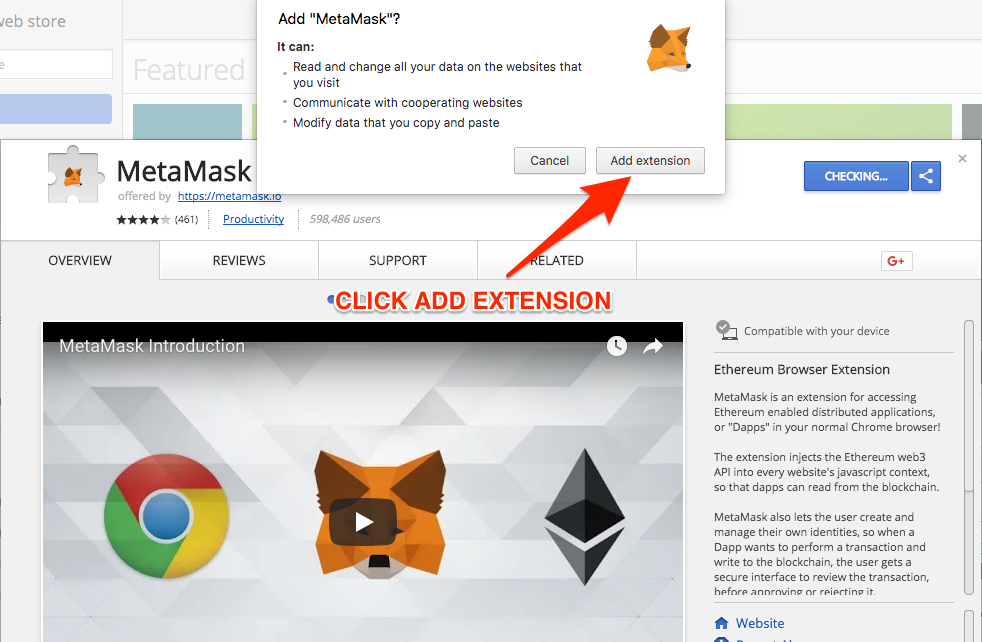 web store
Add "MetaMask"?
It can:
Read and change all your data on the websites that
you visit
Communicate with cooperating websites
Modify data that you copy and paste
Cancel
Add extension
Featured
MetaMask
offered by https://metamask.io
(461)
Productivity
598,486 users
CHECKING...
OVERVIEW
REVIEWS
SUPPORT
RELATED
G+
CLICK ADD EXTENSION
MetaMask Introduction
Compatible with your device
Ethereum Browser Extension
MetaMask is an extension for accessing
Ethereum enabled distributed applications,
or "Dapps" in your normal Chrome browser!
The extension injects the Ethereum web3
API into every website's javascript context,
so that dapps can read from the blockchain.
MetaMask also lets the user create and
manage their own identities, so when a
Dapp wants to perform a transaction and
write to the blockchain, the user gets a
secure interface to review the transaction,
before approving or rejecting it.
Website